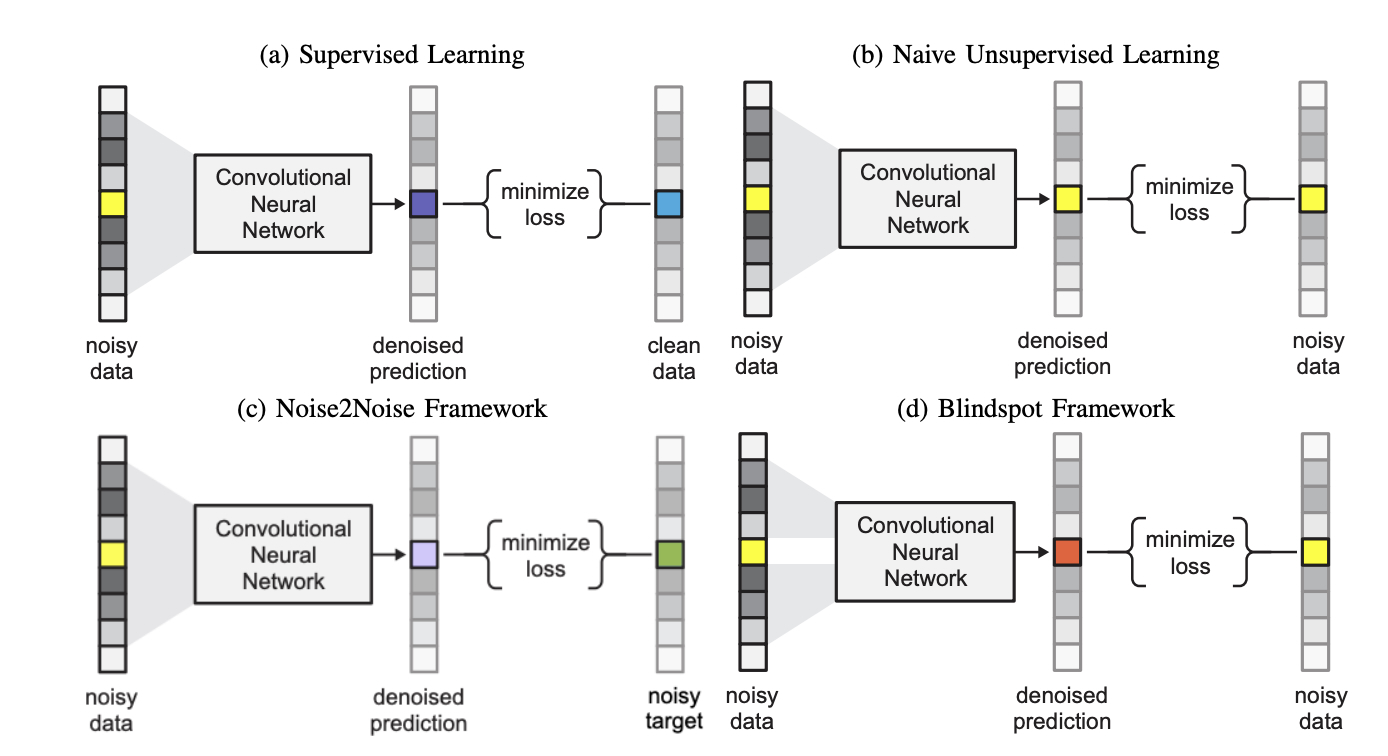 (a) Supervised Learning
Convolutional
Neural
Network
minimize
loss
noisy
data
denoised
prediction
clean
data
(b) Naive Unsupervised Learning
Convolutional
Neural
Network
minimize
loss
noisy
data
denoised
prediction
noisy
data
(c) Noise2Noise Framework
Convolutional
Neural
Network
minimize
loss
noisy
data
denoised
prediction
noisy
target
(d) Blindspot Framework
Convolutional
Neural
Network
minimize
loss
noisy
data
denoised
prediction
noisy
data